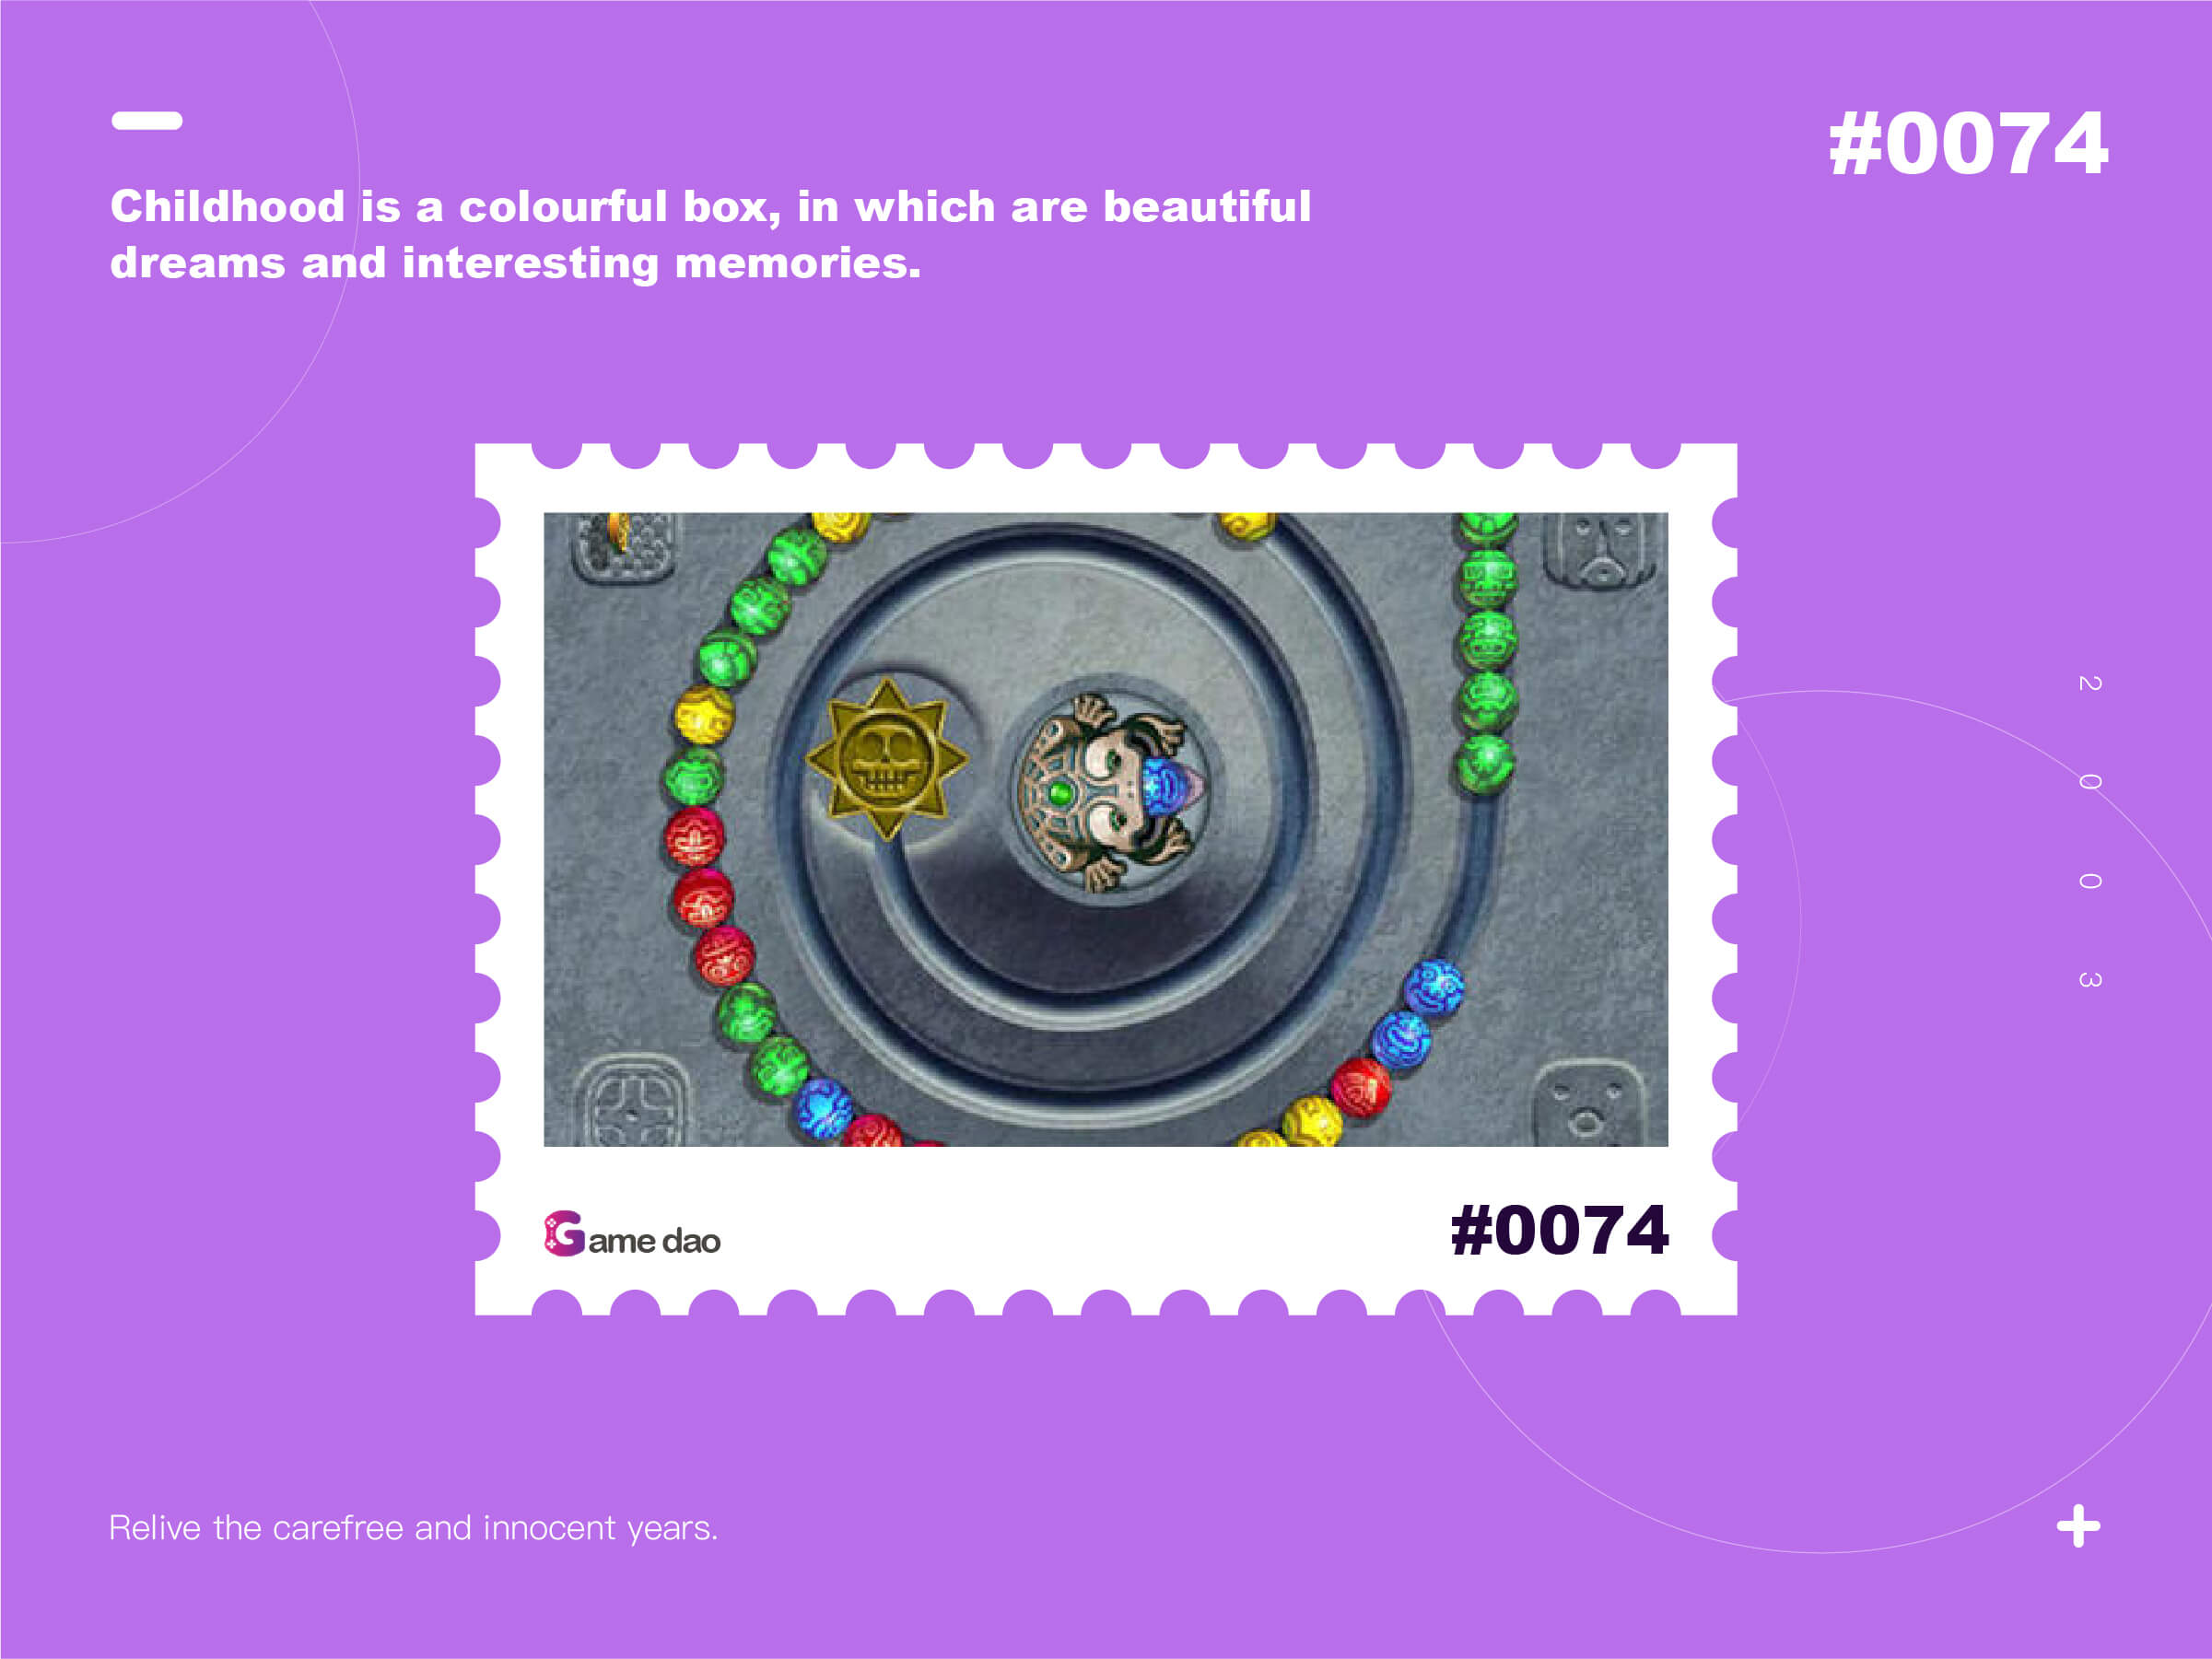 #0074
Childhood is a colourful box, in which are beautiful
dreams and interesting memories.
2003
Game dao
#0074
Relive the carefree and innocent years.